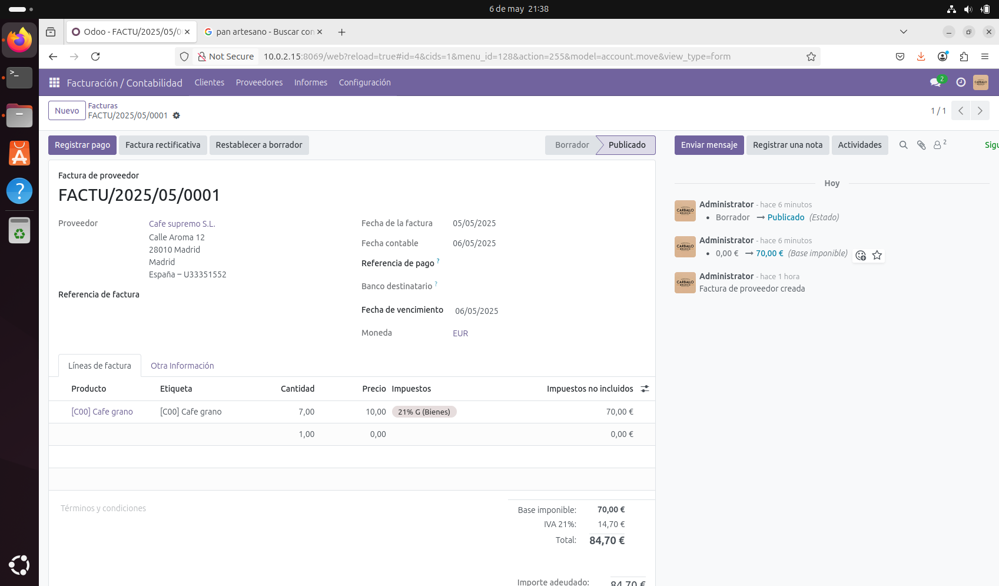 6 de may 21:38
Odoo - FACTU/2025/05/0
pan artesano - Buscar con
Not Secure
10.0.2.15:8069/web?reload=true#id=4&cids=1&menu_id=128&action=255&model=account.move&view_type=form
Facturación / Contabilidad
Clientes
Proveedores
Informes
Configuración
2
Nuevo
Facturas
FACTU/2025/05/0001
1 / 1
Registrar pago
Factura rectificativa
Restablecer a borrador
Borrador
Publicado
Enviar mensaje
Registrar una nota
Actividades
2
Sigu
Factura de proveedor
FACTU/2025/05/0001
Proveedor
Cafe supremo S.L.
Calle Aroma 12
28010 Madrid
Madrid
España – U33351552
Referencia de factura
Fecha de la factura 05/05/2025
Fecha contable 06/05/2025
Referencia de pago ?
Banco destinatario ?
Fecha de vencimiento 06/05/2025
Moneda EUR
Hoy
Administrator - hace 6 minutos
• Borrador → Publicado (Estado)
Administrator - hace 6 minutos
• 0,00 € → 70,00 € (Base imponible)
Administrator - hace 1 hora
Factura de proveedor creada
Líneas de factura
Otra Información
Producto Etiqueta Cantidad Precio Impuestos Impuestos no incluidos
[C00] Cafe grano [C00] Cafe grano 7,00 10,00 21% G (Bienes) 70,00 €
1,00 0,00 0,00 €
Términos y condiciones
Base imponible: 70,00 €
IVA 21%: 14,70 €
Total: 84,70 €
Importe adeudado: 84,70 €
CARBALLO
BRUNCH
CARBALLO
BRUNCH
CARBALLO
BRUNCH
CARBALLO
BRUNCH